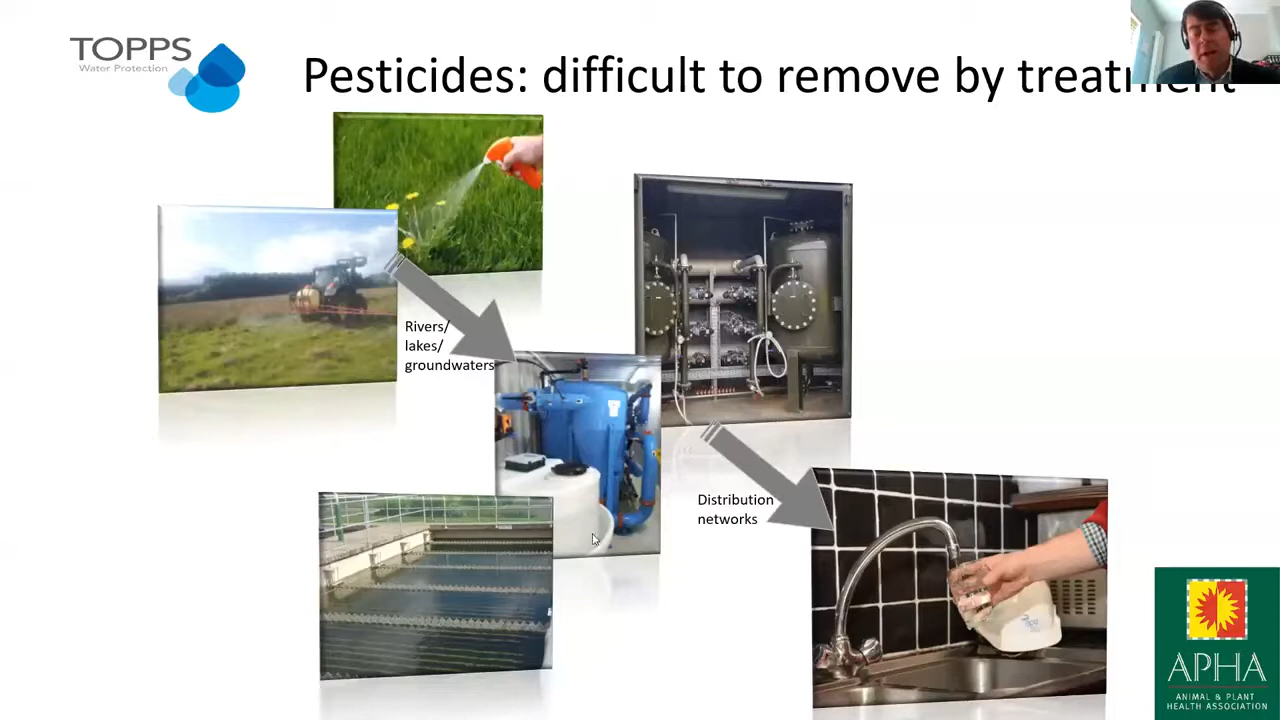 TOPPS
Water Protection
Pesticides: difficult to remove by treatment
Rivers/
lakes/
groundwaters
Distribution
networks
APHA
ANIMAL & PLANT
HEALTH ASSOCIATION